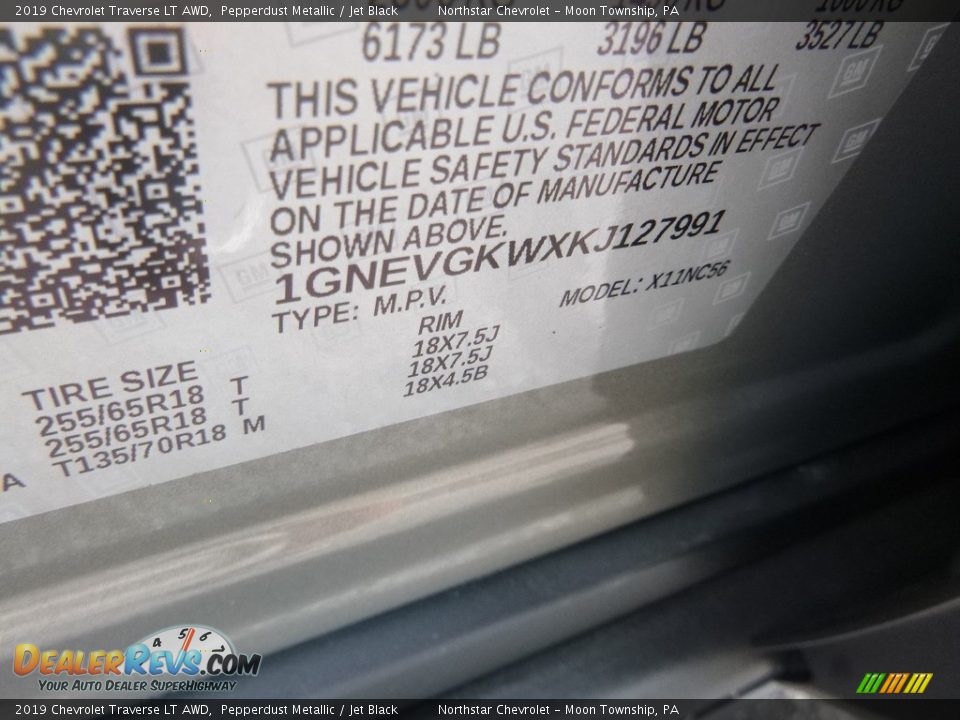 2019 Chevrolet Traverse LT AWD, Pepperdust Metallic / Jet Black Northstar Chevrolet - Moon Township, PA
6173 LB 3196 LB 3527LB
THIS VEHICLE CONFORMS TO ALL
APPLICABLE U.S. FEDERAL MOTOR
VEHICLE SAFETY STANDARDS IN EFFECT
ON THE DATE OF MANUFACTURE
SHOWN ABOVE.
1GNEVGKWXKJ127991
TYPE: M.P.V. MODEL: X11NC56
TIRE SIZE RIM
255/65R18 T 18X7.5J
255/65R18 T 18X7.5J
A T135/70R18 M 18X4.5B
4 5 6
DEALERREVS.COM
YOUR AUTO DEALER SUPERHIGHWAY
2019 Chevrolet Traverse LT AWD, Pepperdust Metallic / Jet Black Northstar Chevrolet - Moon Township, PA